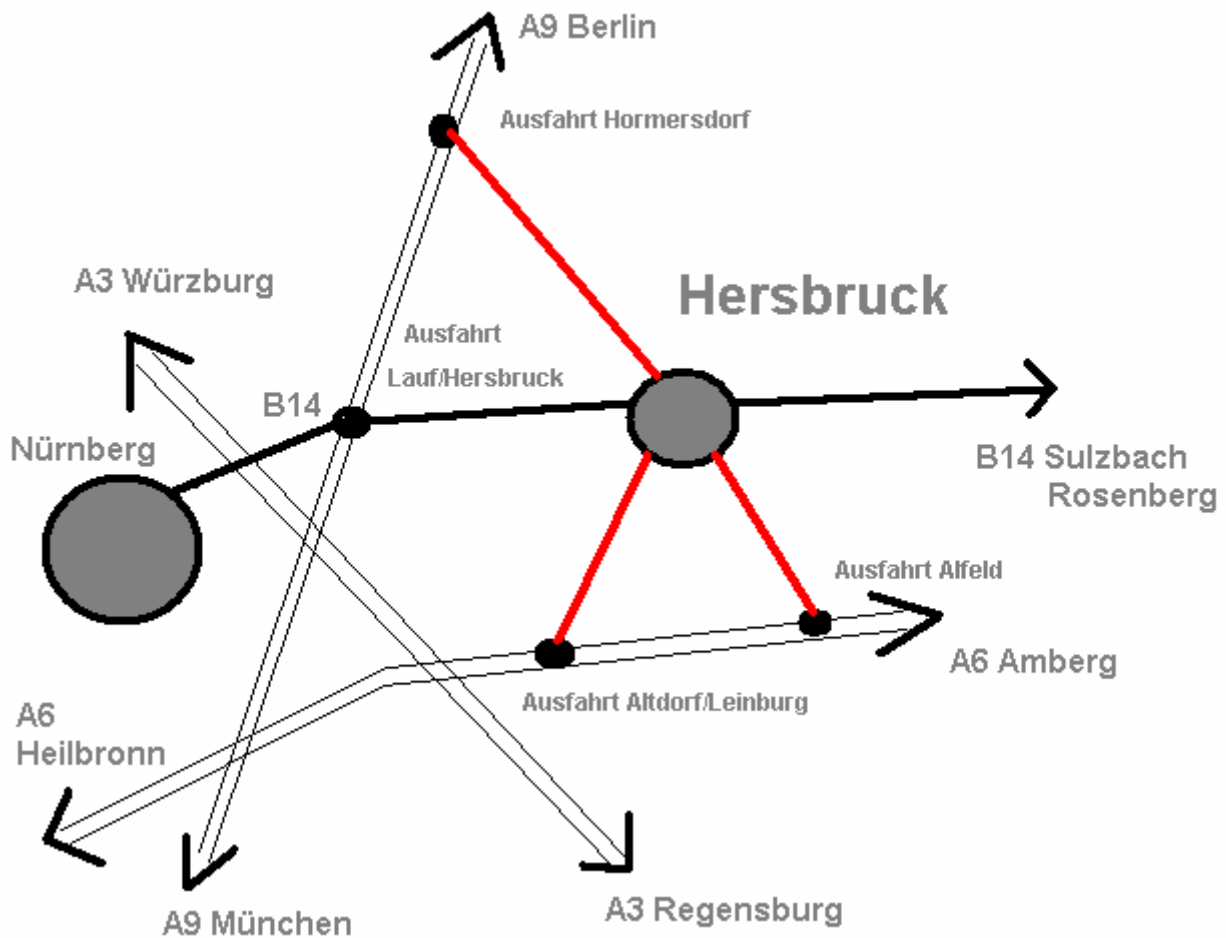 A9 Berlin
Ausfahrt Hormersdorf
A3 Würzburg
Hersbruck
Ausfahrt
Lauf/Hersbruck
B14
Nürnberg
B14 Sulzbach
Rosenberg
Ausfahrt Alfeld
A6 Amberg
Ausfahrt Altdorf/Leinburg
A6
Heilbronn
A9 München
A3 Regensburg